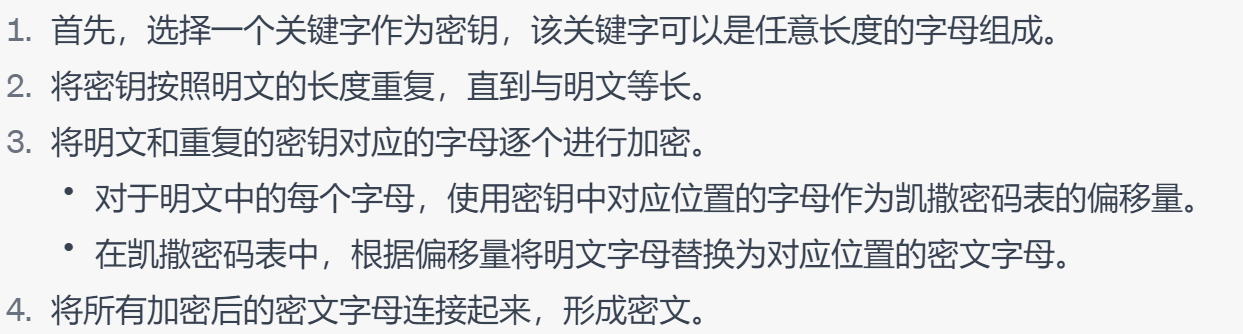 1. 首先，选择一个关键字作为密钥，该关键字可以是任意长度的字母组成。
2. 将密钥按照明文的长度重复，直到与明文等长。
3. 将明文和重复的密钥对应的字母逐个进行加密。
• 对于明文中的每个字母，使用密钥中对应位置的字母作为凯撒密码表的偏移量。
• 在凯撒密码表中，根据偏移量将明文字母替换为对应位置的密文字母。
4. 将所有加密后的密文字母连接起来，形成密文。